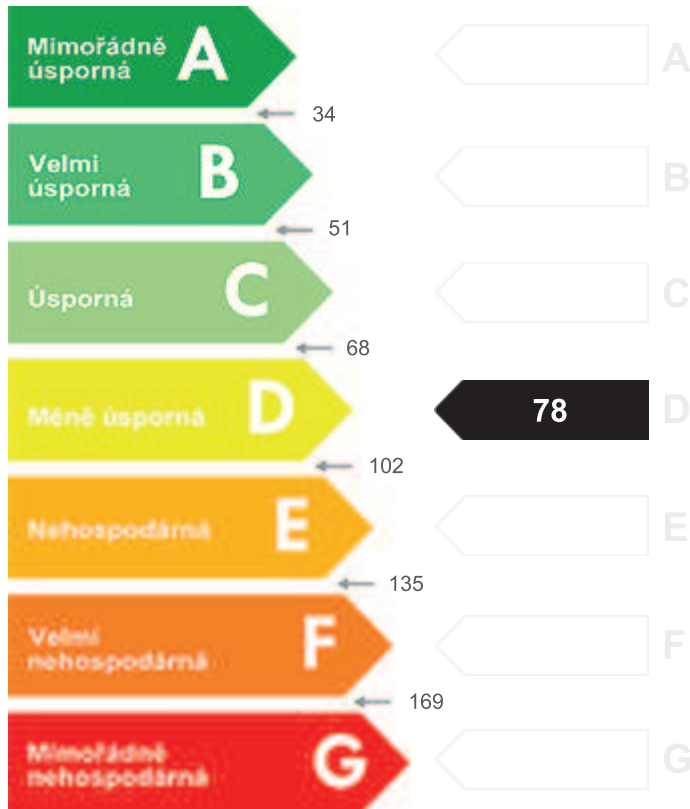 Mimořádně
úsporná
A
A
34
Velmi
úsporná
B
B
51
Úsporná
C
C
68
Méně úsporná
D
78
D
102
Nehospodárná
E
E
135
Velmi
nehospodárná
F
F
169
Mimořádně
nehospodárná
G
G